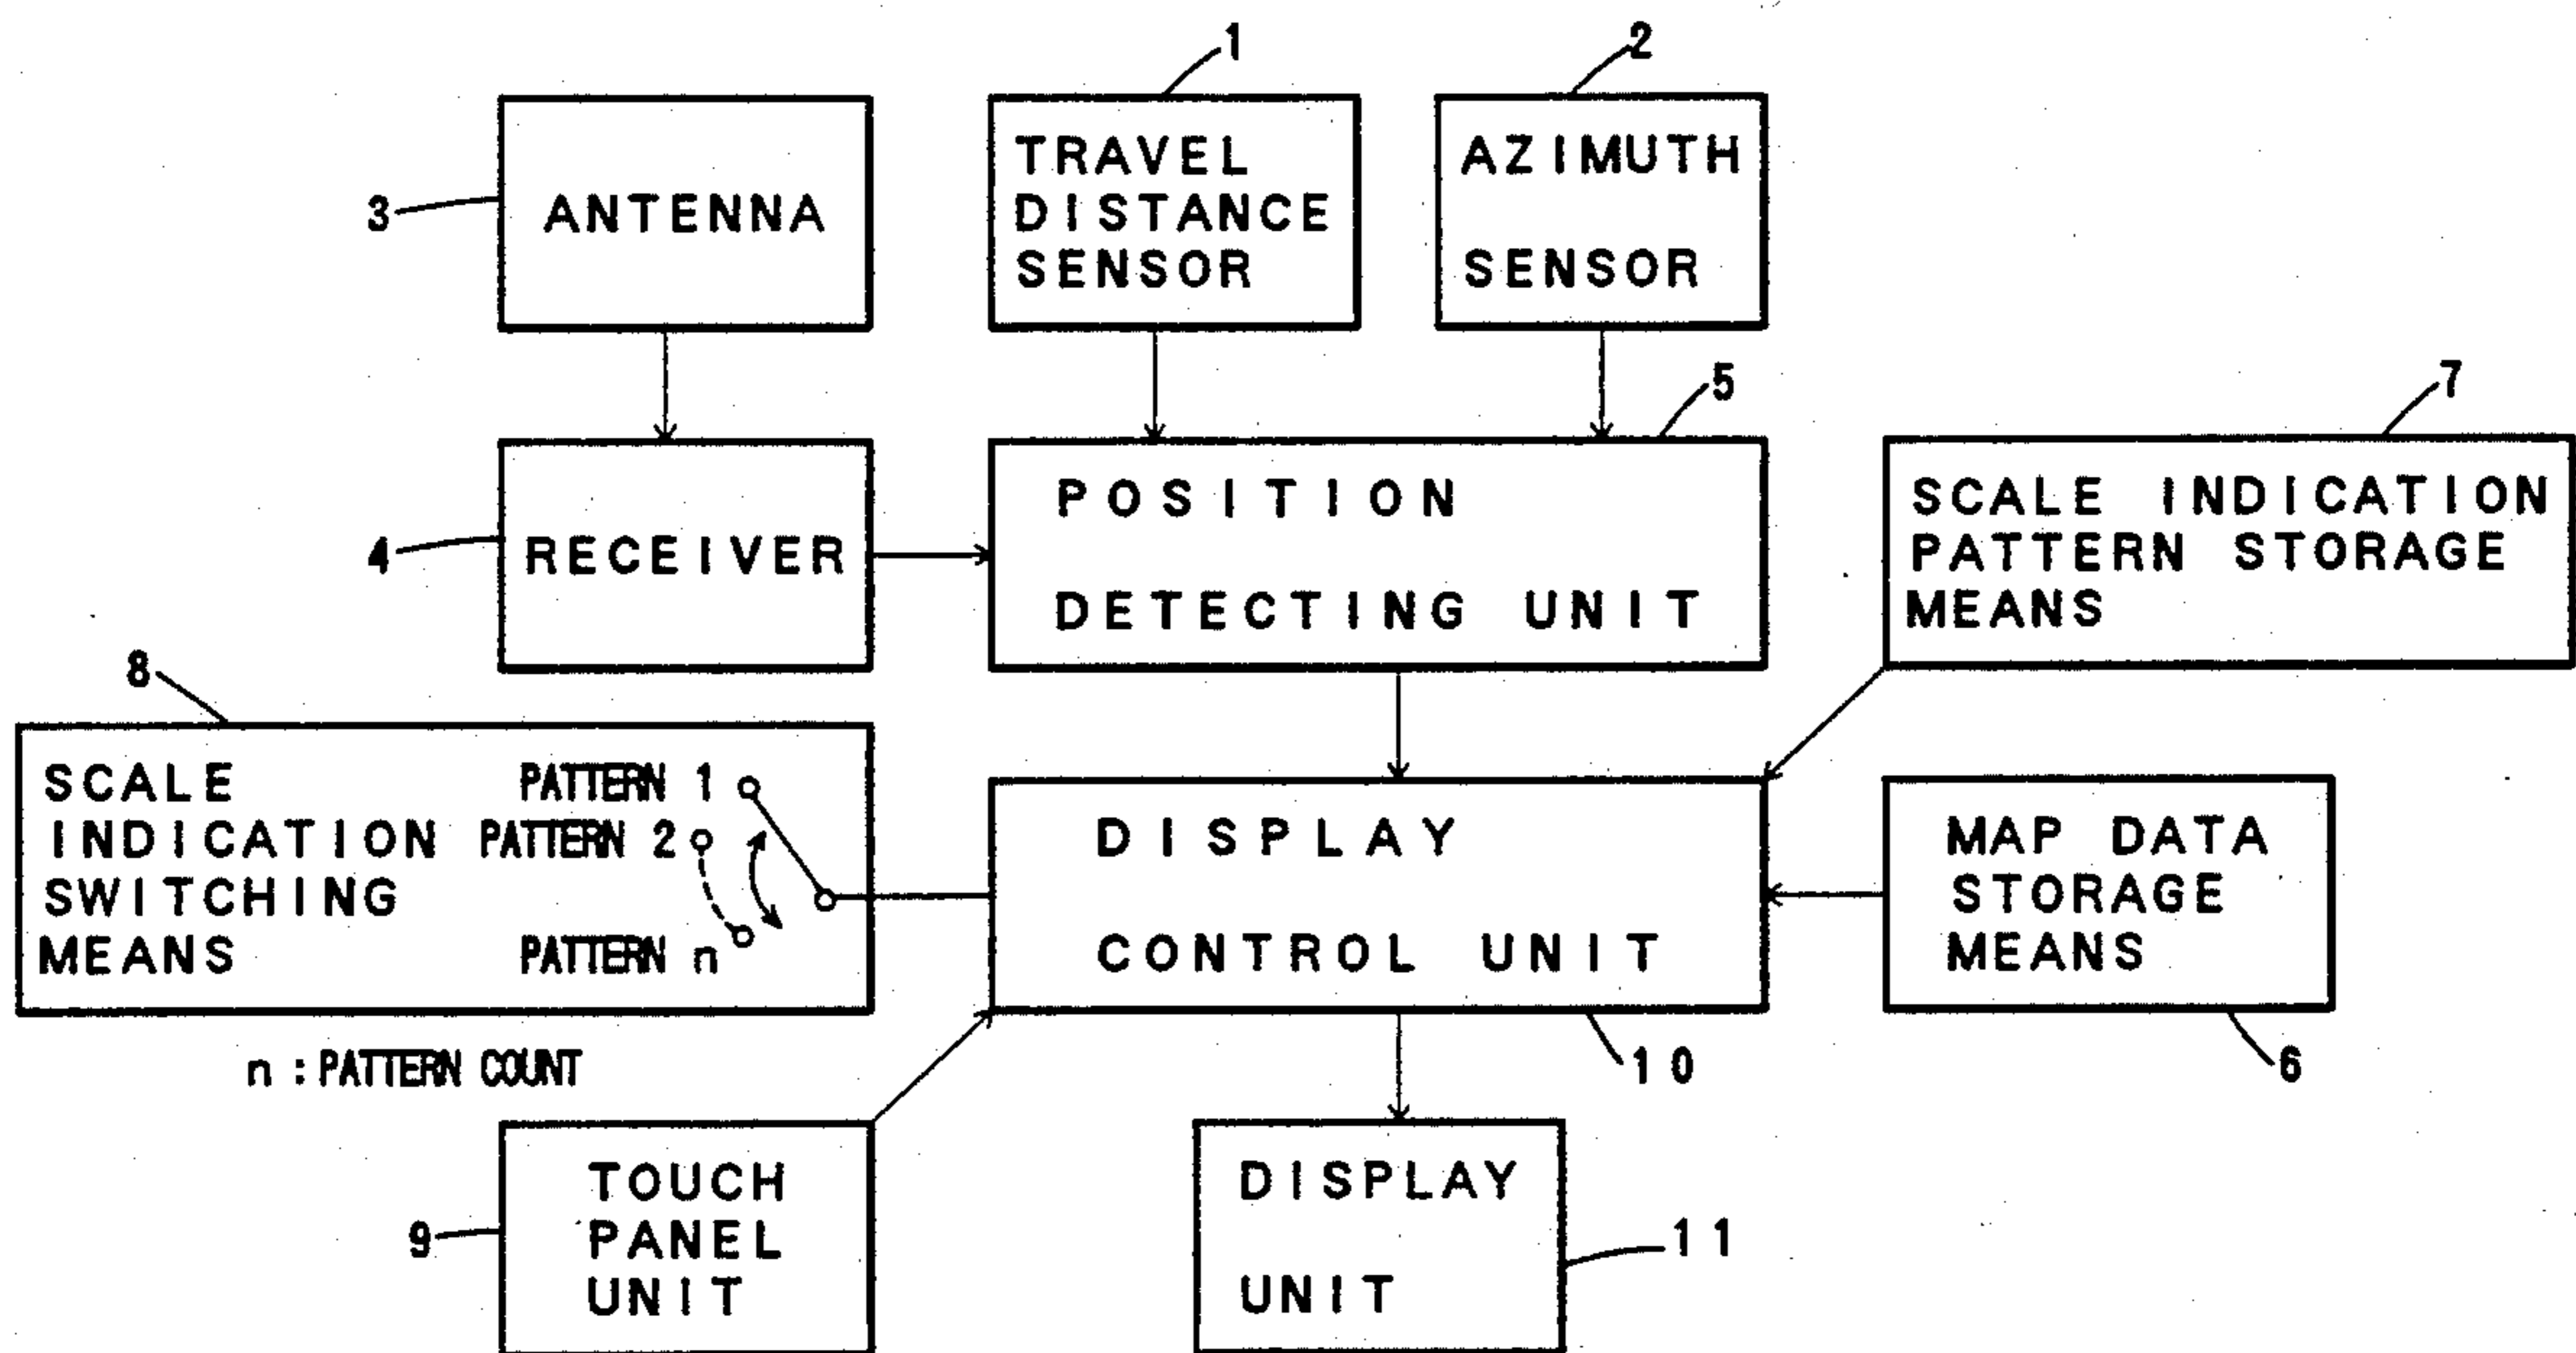 1
2
3
ANTENNA
TRAVEL
DISTANCE
SENSOR
AZIMUTH
SENSOR
4
RECEIVER
5
POSITION
DETECTING UNIT
7
SCALE INDICATION
PATTERN STORAGE
MEANS
8
SCALE
INDICATION
SWITCHING
MEANS
PATTERN 1
PATTERN 2
PATTERN n
n : PATTERN COUNT
DISPLAY
CONTROL UNIT
10
MAP DATA
STORAGE
MEANS
6
9
TOUCH
PANEL
UNIT
DISPLAY
UNIT
11